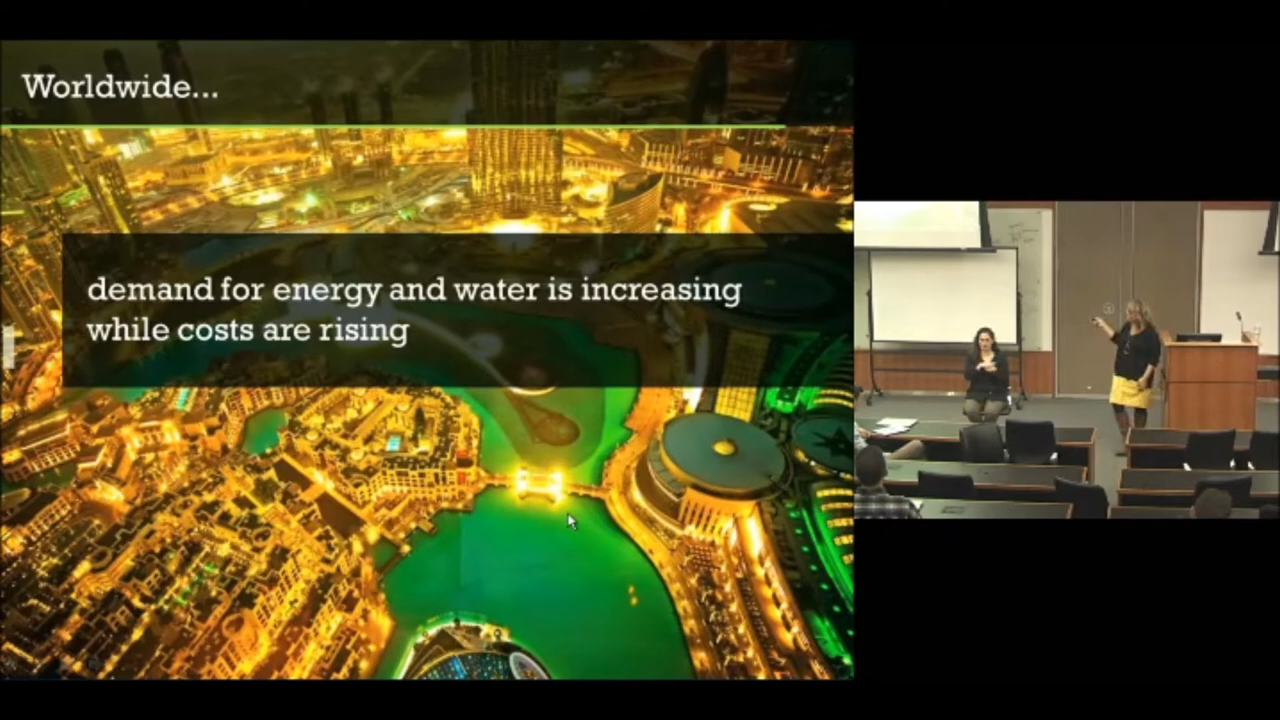 Worldwide...
demand for energy and water is increasing
while costs are rising